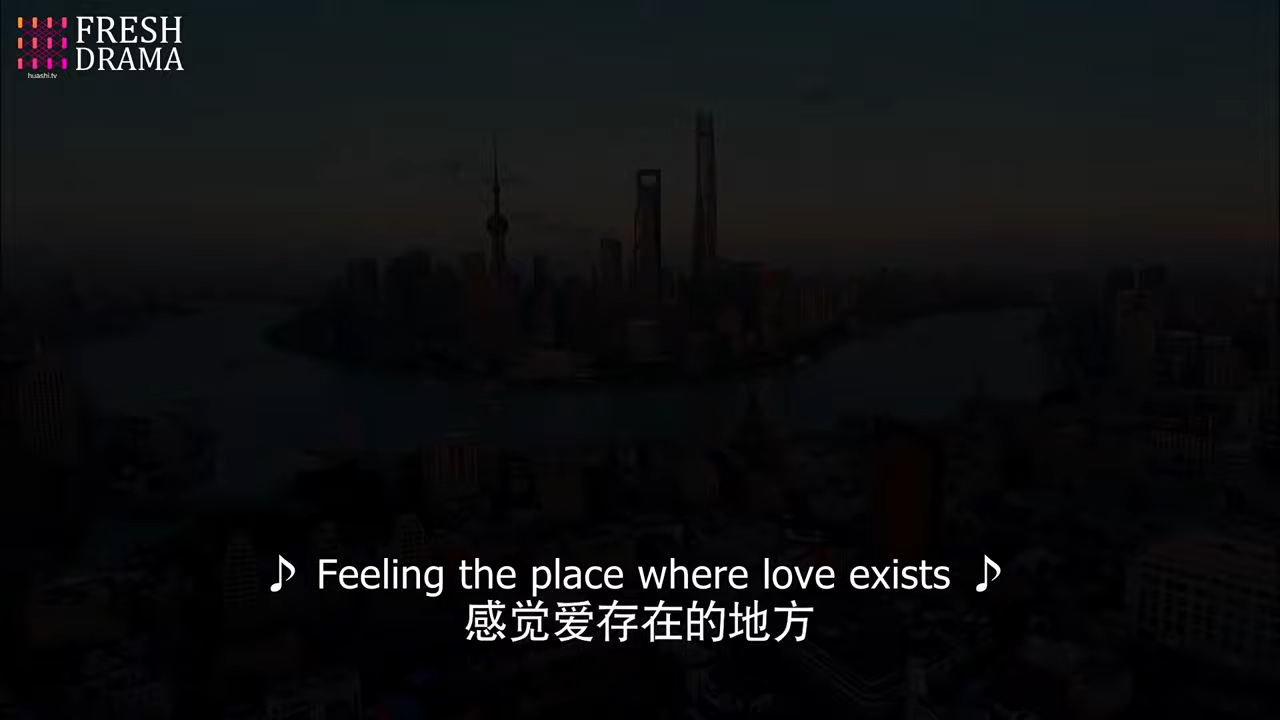 FRESH
DRAMA
huashi.tv
♪ Feeling the place where love exists ♪
感觉爱存在的地方